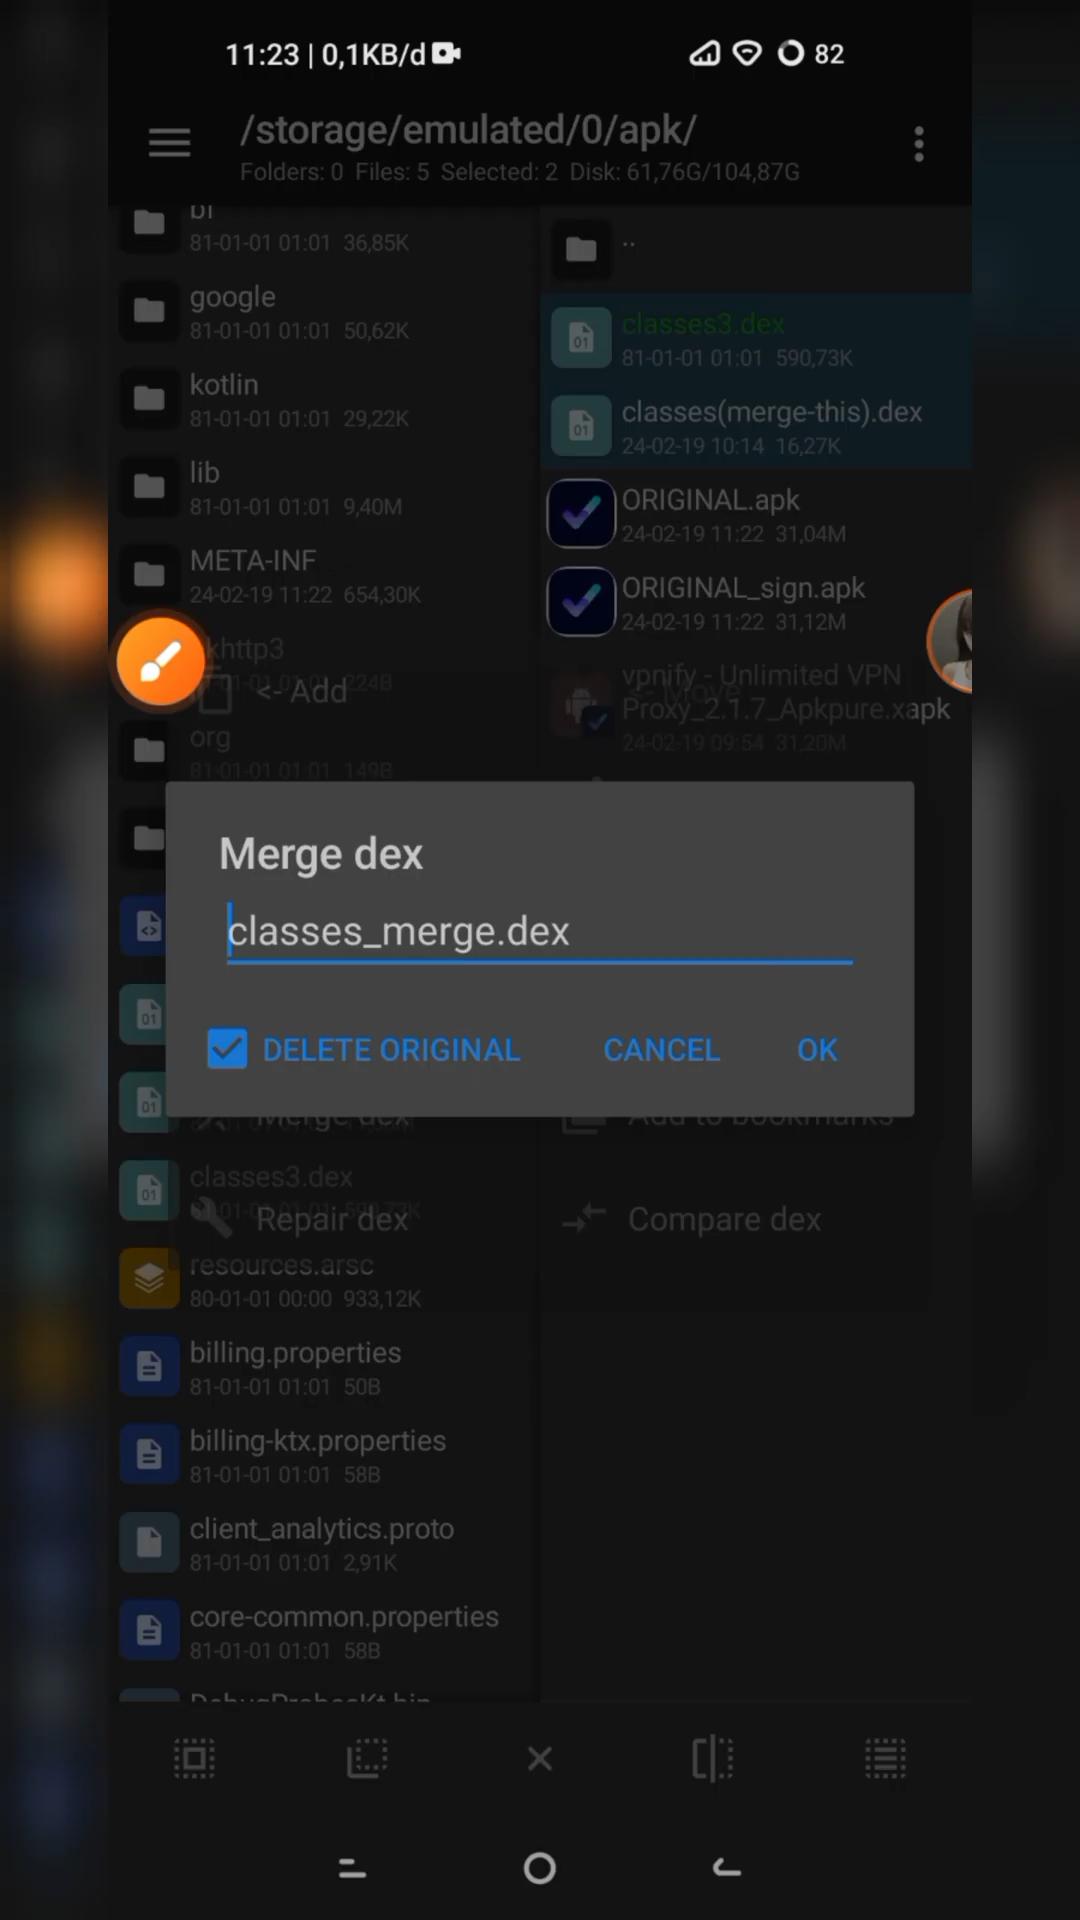 11:23 | 0,1KB/d
82
/storage/emulated/0/apk/
Folders: 0 Files: 5 Selected: 2 Disk: 61,76G/104,87G
bf
81-01-01 01:01 36,85K
google
81-01-01 01:01 50,62K
kotlin
81-01-01 01:01 29,22K
lib
81-01-01 01:01 9,40M
META-INF
24-02-19 11:22 654,30K
khttp3
224B
<- Add
org
81-01-01 01:01 149B
..
classes3.dex
81-01-01 01:01 590,73K
classes(merge-this).dex
24-02-19 10:14 16,27K
ORIGINAL.apk
24-02-19 11:22 31,04M
ORIGINAL_sign.apk
24-02-19 11:22 31,12M
vpnify - Unlimited VPN
<- Move
Proxy_2.1.7_Apkpure.xapk
24-02-19 09:54 31,20M
Merge dex
classes_merge.dex
DELETE ORIGINAL
CANCEL
OK
01
01
01
Merge dex
Add to bookmarks
classes3.dex
Repair dex
Compare dex
resources.arsc
80-01-01 00:00 933,12K
billing.properties
81-01-01 01:01 50B
billing-ktx.properties
81-01-01 01:01 58B
client_analytics.proto
81-01-01 01:01 2,91K
core-common.properties
81-01-01 01:01 58B
DebugProbesKt.bin